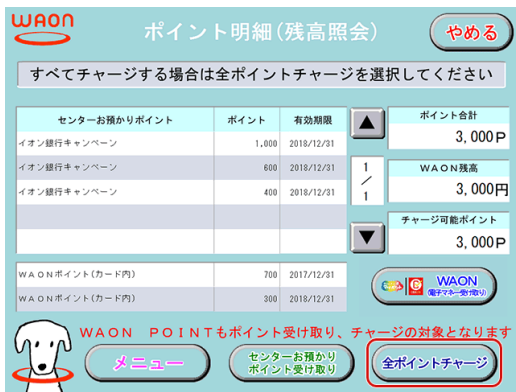 WAON
ポイント明細(残高照会)
やめる
すべてチャージする場合は全ポイントチャージを選択してください
センターお預かりポイント ポイント 有効期限
イオン銀行キャンペーン 1,000 2018/12/31
イオン銀行キャンペーン 600 2018/12/31
イオン銀行キャンペーン 400 2018/12/31
WAONポイント(カード内) 700 2017/12/31
WAONポイント(カード内) 300 2018/12/31
▲
1
/
1
▼
ポイント合計
3,000P
WAON残高
3,000円
チャージ可能ポイント
3,000P
WAON
(電子マネー受け取り)
WAON POINTもポイント受け取り、チャージの対象となります
メニュー
センターお預かり
ポイント受け取り
全ポイントチャージ